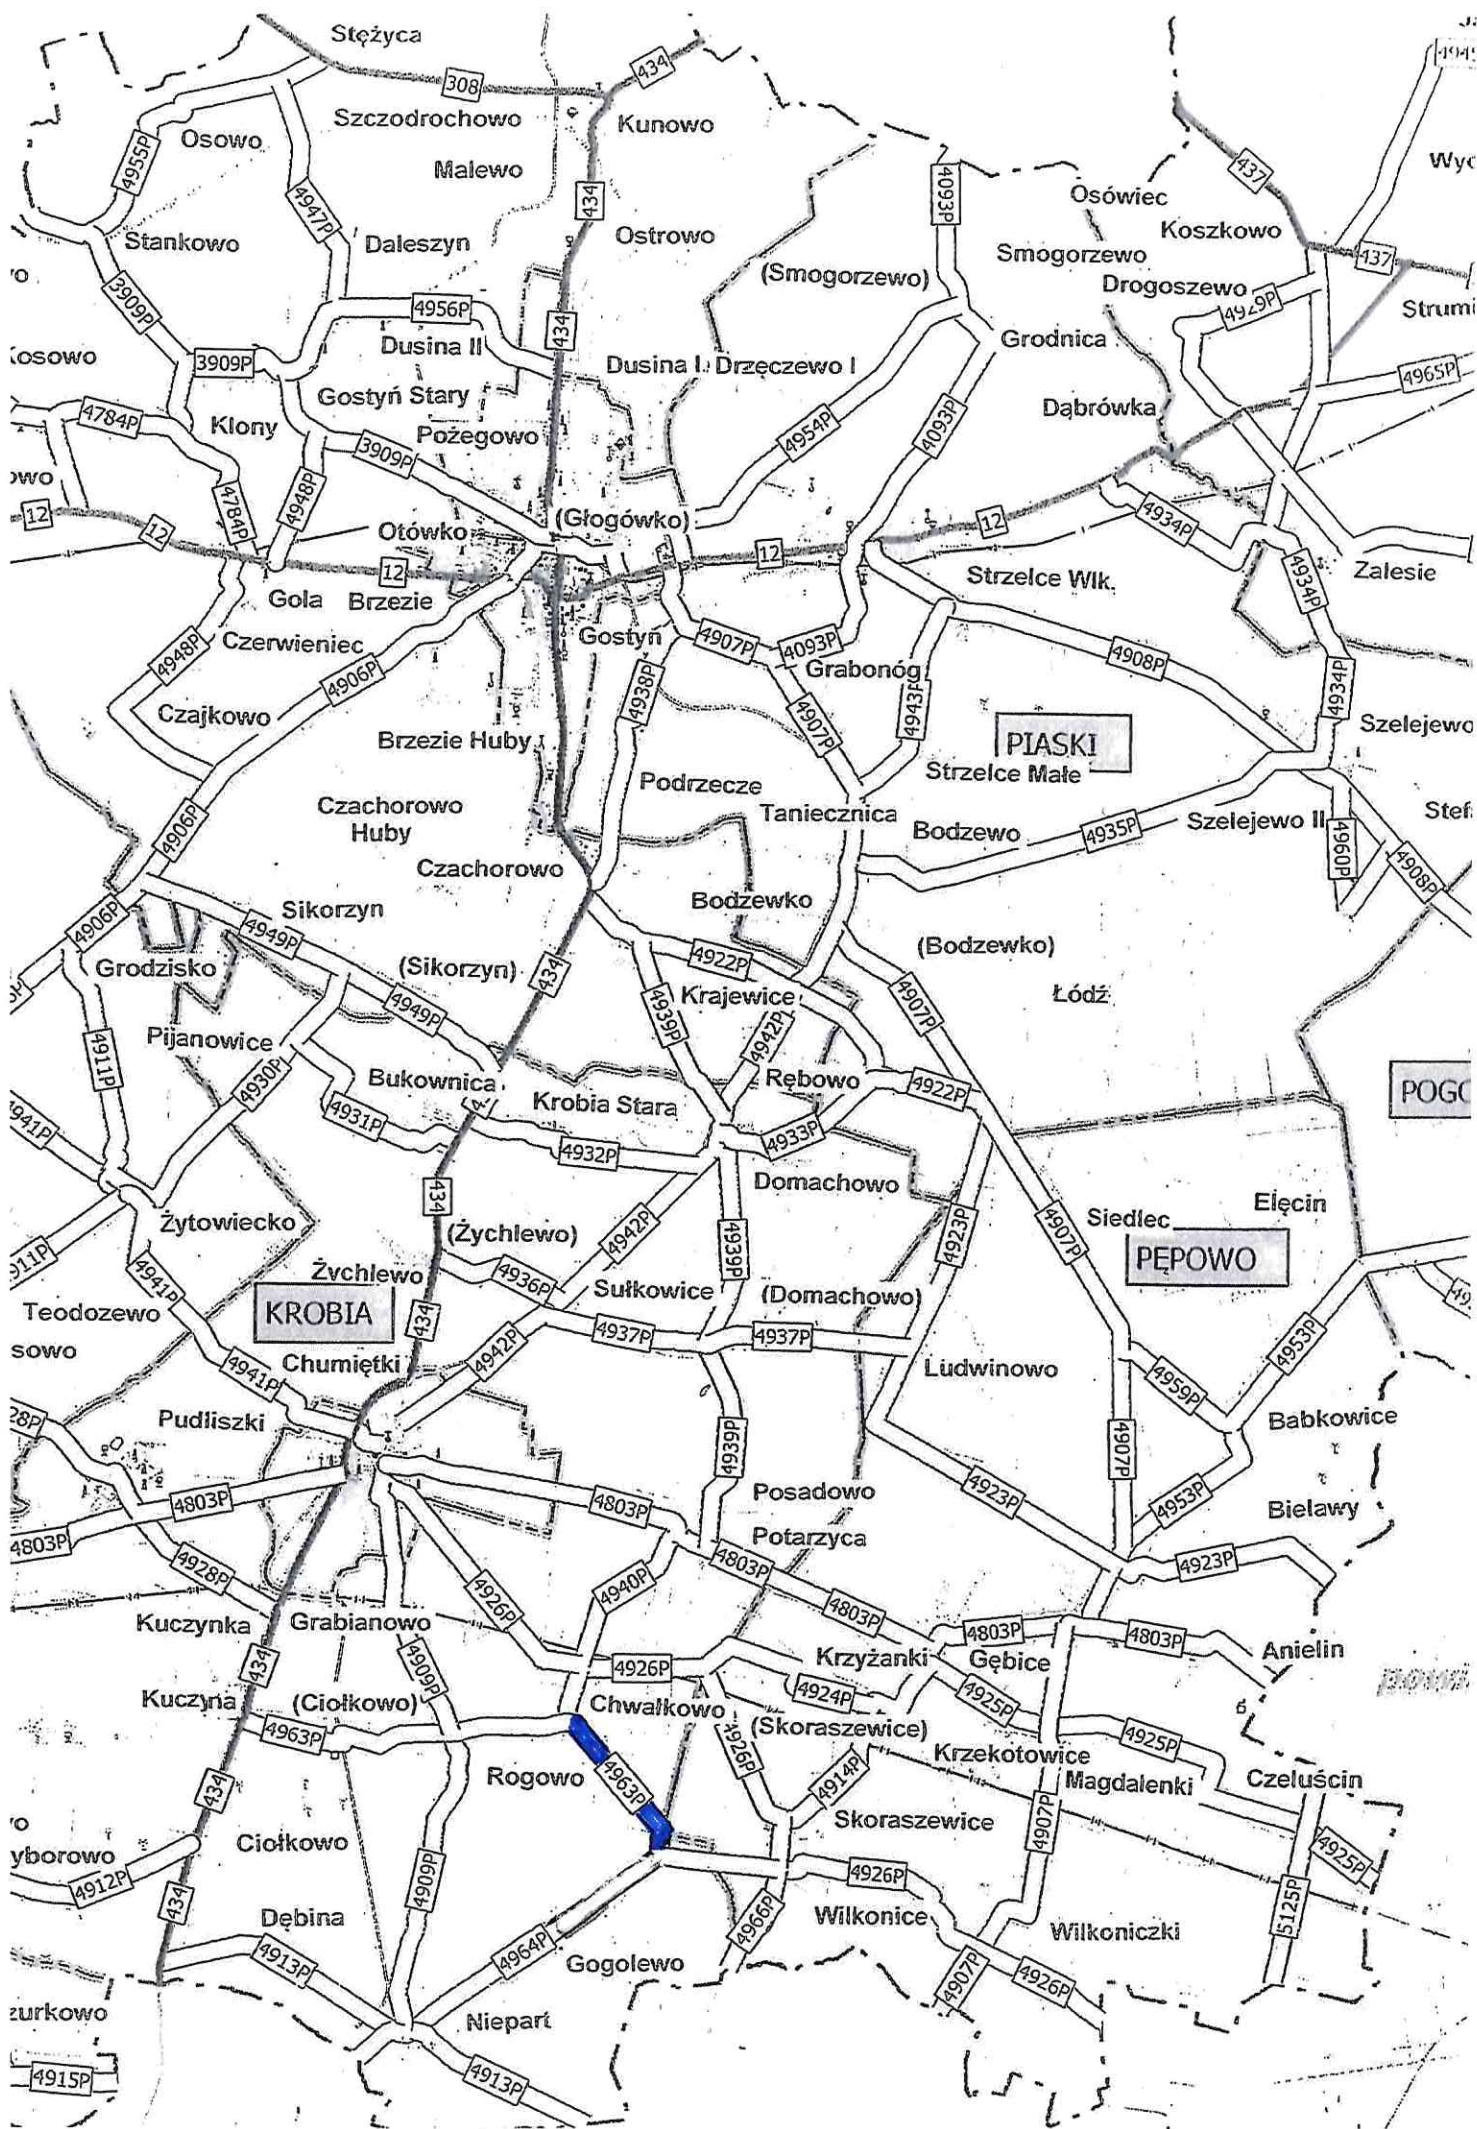 Stężyca
434
308
Szczodrochowo
Kunowo
Osowo
4955P
Malewo
437
4093P
434
Osówiec
4947P
Koszkowo
Stankowo
Daleszyn
Ostrowo
Smogorzewo
437
(Smogorzewo)
Drogoszewo
3909P
4956P
4929P
434
Dusina II
Grodnica
3909P
Dusina I
Drzęczewo I
4965P
Gostyń Stary
Dąbrówka
4784P
Klony
Pożegowo
4954P
4093P
3909P
4948P
4784P
12
12
(Głogówko)
12
4934P
Otówko
12
12
Strzelce Wlk.
Zalesie
4934P
Gola
Brzezie
Gostyń
4907P
4093P
Czerwieniec
4948P
4908P
Grabonóg
4906P
4938P
4943P
4934P
Czajkowo
4907P
Szelejewo
Brzezie Huby
PIASKI
Strzelce Małe
Podrzecze
Czachorowo
Huby
Taniecznica
4906P
Bodzewo
4935P
Szelejewo II
4960P
Czachorowo
4908P
Bodzewko
Sikorzyn
4906P
4949P
(Bodzewko)
Grodzisko
(Sikorzyn)
4922P
434
Krajewice
Łódź
4949P
4907P
4939P
4942P
Pijanowice
4911P
4930P
Bukownica
Rębowo
4922P
Krobia Stara
POGO
4931P
4933P
4932P
Domachowo
434
Elęcin
Żytowiecko
(Żychlewo)
4942P
4939P
4923P
Siedlec
4907P
PĘPOWO
Żychlewo
4936P
4941P
Sułkowice
(Domachowo)
Teodozewo
KROBIA
434
4937P
4937P
4953P
Chumiętki
4942P
Ludwinowo
4941P
4959P
Pudliszki
Babkowice
4939P
4907P
4803P
4803P
Posadowo
4923P
4953P
Bielawy
4803P
Potarzyca
4803P
4923P
4928P
4926P
4940P
4803P
Kuczynka
Grabianowo
4803P
4803P
Anielin
434
4909P
4926P
Krzyżanki
Gębice
Kuczyna
(Ciołkowo)
Chwałkowo
4924P
4925P
4963P
4926P
(Skoraszewice)
4925P
Krzekotowice
Rogowo
4963P
4914P
Magdalenki
Czeluścin
434
4907P
Skoraszewice
Ciołkowo
4925P
4912P
4909P
4926P
434
5125P
Dębina
4966P
Wilkonice
Wilkoniczki
4913P
4964P
Gogolewo
4907P
4926P
Niepart
4915P
4913P